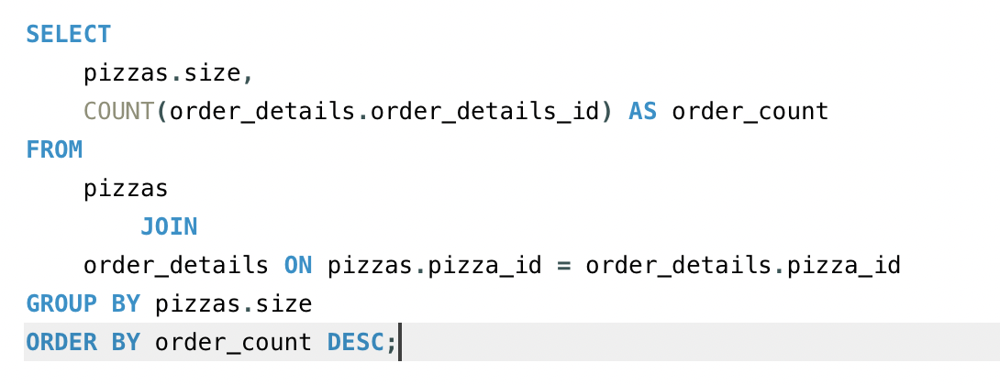 SELECT
    pizzas.size,
    COUNT(order_details.order_details_id) AS order_count
FROM
    pizzas
        JOIN
    order_details ON pizzas.pizza_id = order_details.pizza_id
GROUP BY pizzas.size
ORDER BY order_count DESC;